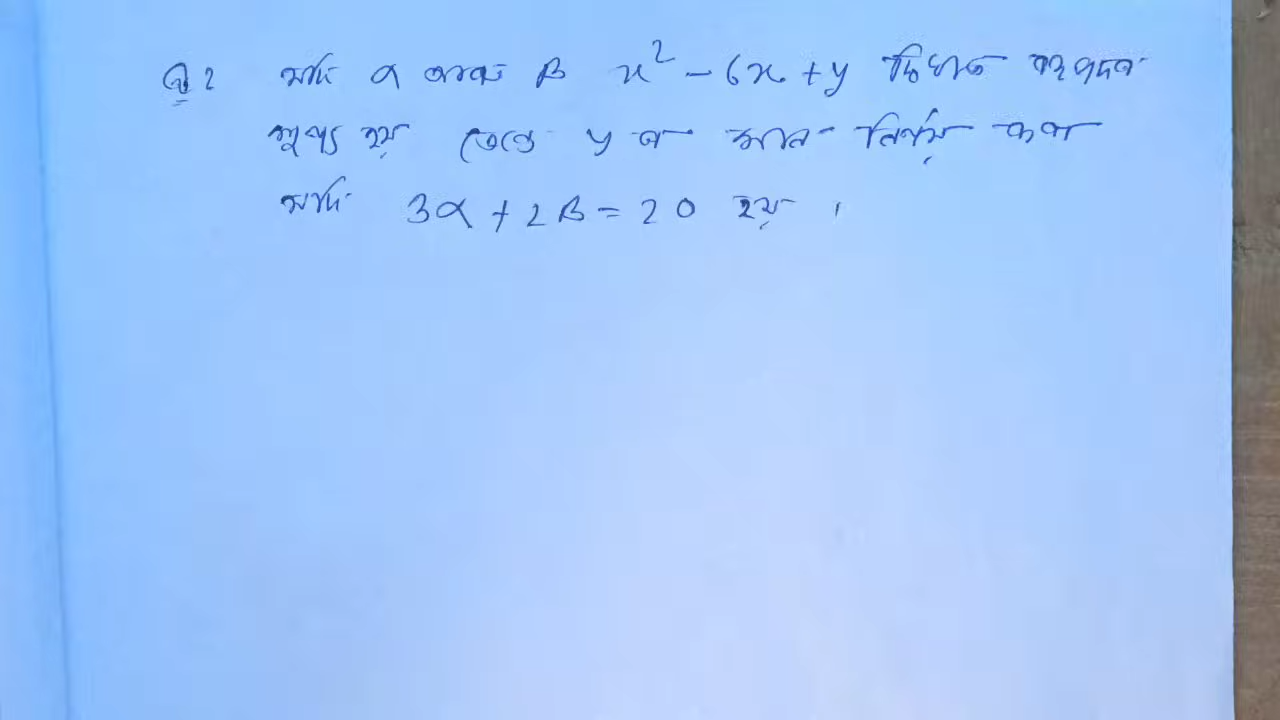 প্ৰ 2 যদি α আৰু β x² - 6x + y দ্বিঘাত বহুপদৰ
শূন্য হয় তেন্তে y ৰ মান নিৰ্ণয় কৰা
যদি 3α + 2β = 20 হয় ।